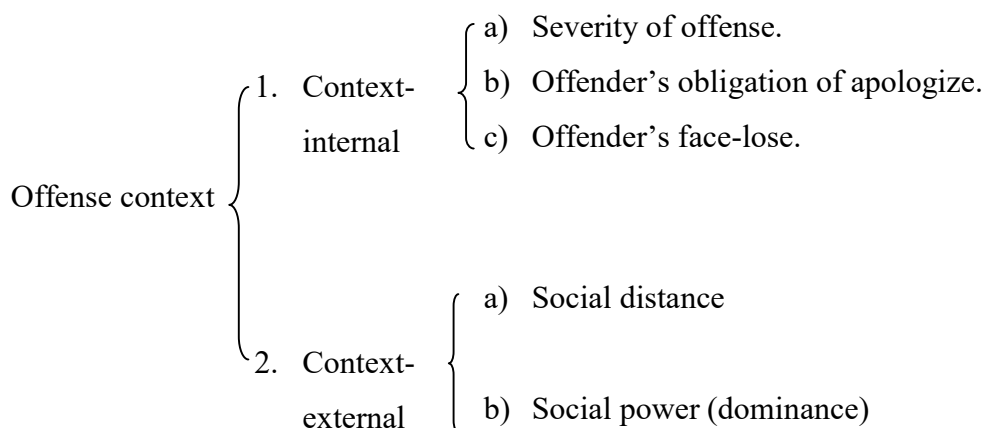 a) Severity of offense.
1. Context-
b) Offender’s obligation of apologize.
internal
c) Offender’s face-lose.
Offense context
a) Social distance
2. Context-
external
b) Social power (dominance)